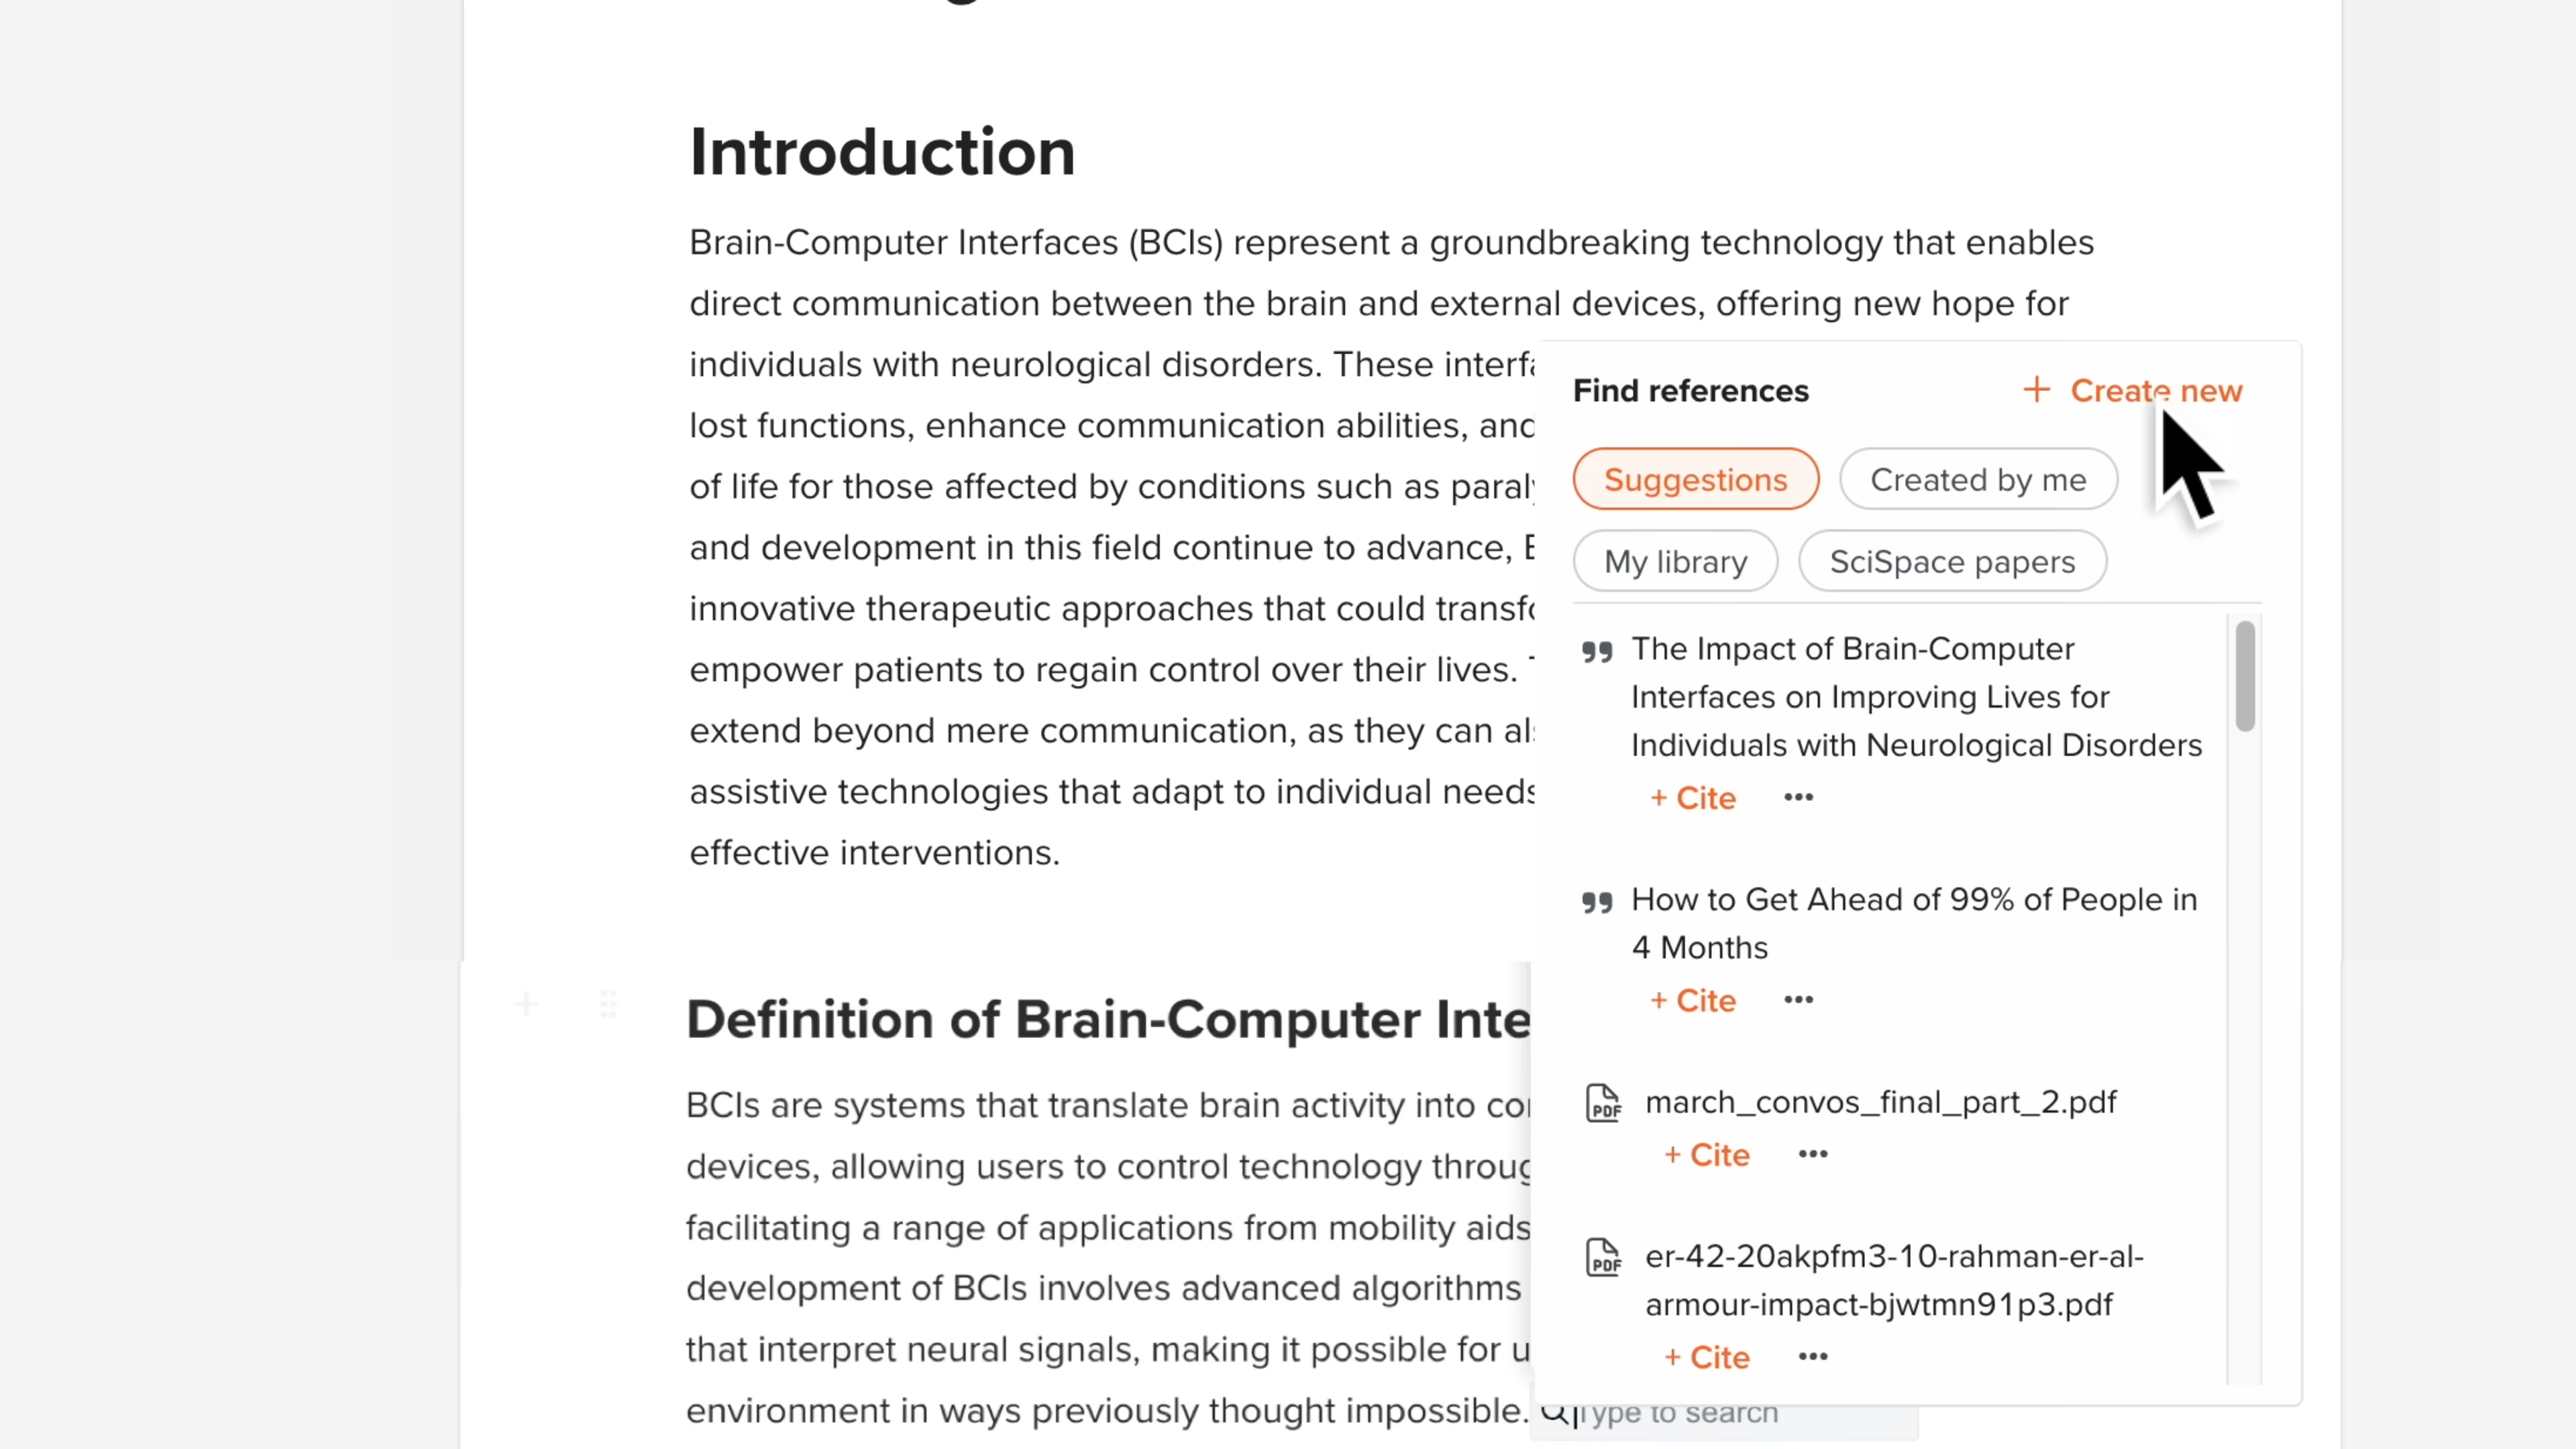 Introduction
Brain-Computer Interfaces (BCIs) represent a groundbreaking technology that enables
direct communication between the brain and external devices, offering new hope for
individuals with neurological disorders. These
lost functions, enhance communication abilities, and
of life for those affected by conditions such as
and development in this field continue to advance,
innovative therapeutic approaches that could
empower patients to regain control over their lives.
extend beyond mere communication, as they can
assistive technologies that adapt to individual needs
effective interventions.
Definition of Brain-Computer
BCIs are systems that translate brain activity into
devices, allowing users to control technology
facilitating a range of applications from mobility aids
development of BCIs involves advanced algorithms
that interpret neural signals, making it possible for
environment in ways previously thought impossible.
Find references
+ Create new
Suggestions
Created by me
My library
SciSpace papers
The Impact of Brain-Computer
Interfaces on Improving Lives for
Individuals with Neurological Disorders
+ Cite •••
How to Get Ahead of 99% of People in
4 Months
+ Cite •••
PDF march_convos_final_part_2.pdf
+ Cite •••
PDF er-42-20akpfm3-10-rahman-er-al-
armour-impact-bjwtmn91p3.pdf
+ Cite •••
Type to search